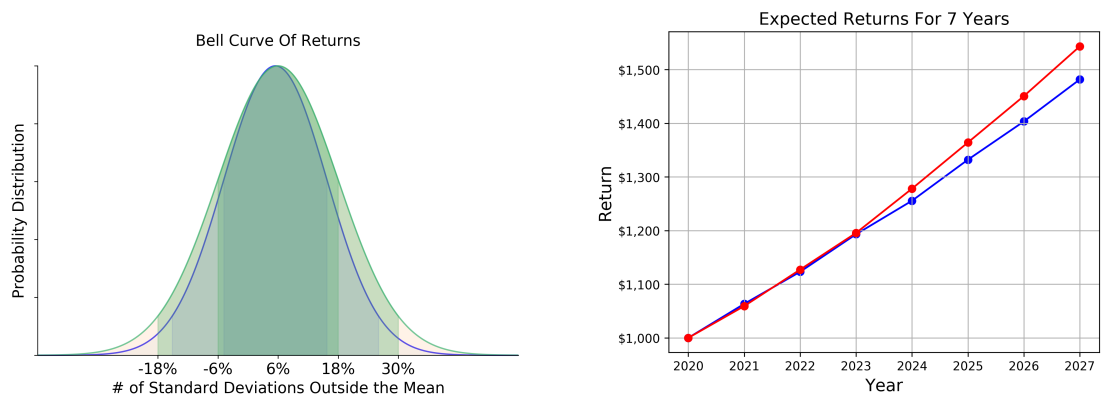 Bell Curve Of Returns
Probability Distribution
-18% -6% 6% 18% 30%
# of Standard Deviations Outside the Mean
Expected Returns For 7 Years
Return
$1,500
$1,400
$1,300
$1,200
$1,100
$1,000
2020 2021 2022 2023 2024 2025 2026 2027
Year